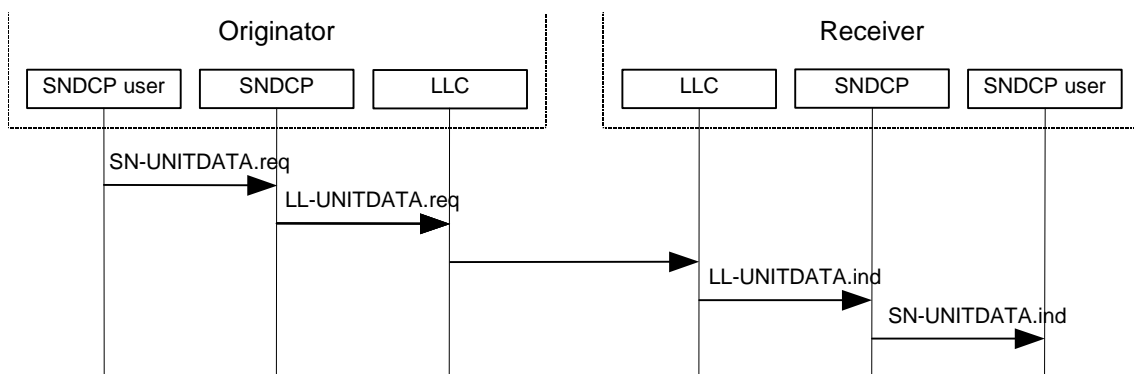 Originator
Receiver
SNDCP user
SNDCP
LLC
LLC
SNDCP
SNDCP user
SN-UNITDATA.req
LL-UNITDATA.req
LL-UNITDATA.ind
SN-UNITDATA.ind